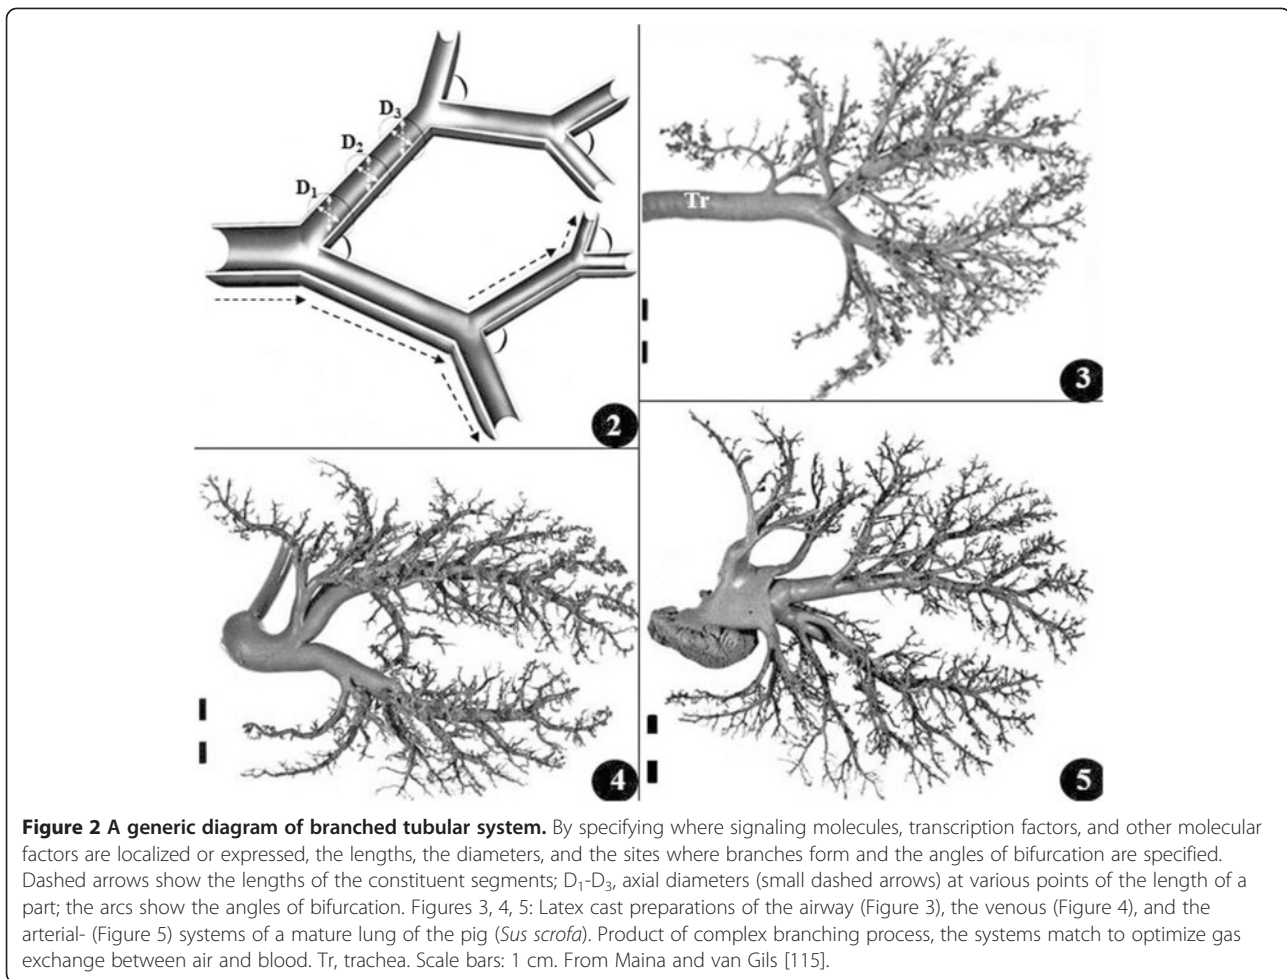 D₃
D₂
D₁
2
Tr
3
4
5
Figure 2 A generic diagram of branched tubular system. By specifying where signaling molecules, transcription factors, and other molecular
factors are localized or expressed, the lengths, the diameters, and the sites where branches form and the angles of bifurcation are specified.
Dashed arrows show the lengths of the constituent segments; D₁-D₃, axial diameters (small dashed arrows) at various points of the length of a
part; the arcs show the angles of bifurcation. Figures 3, 4, 5: Latex cast preparations of the airway (Figure 3), the venous (Figure 4), and the
arterial- (Figure 5) systems of a mature lung of the pig (Sus scrofa). Product of complex branching process, the systems match to optimize gas
exchange between air and blood. Tr, trachea. Scale bars: 1 cm. From Maina and van Gils [115].